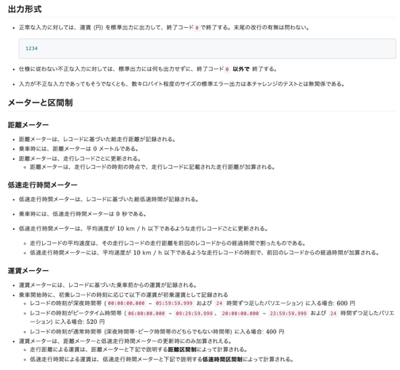 出力形式
• 正常な入力に対しては、運賃 (円) を標準出力に出力して、終了コード 0 で終了する。末尾の改行の有無は問わない。
1234
• 仕様に従わない不正な入力に対しては、標準出力には何も出力せずに、終了コード 0 以外で 終了する。
• 入力が不正な入力であってもそうでなくとも、数キロバイト程度のサイズの標準エラー出力は本チャレンジのテストとは無関係である。
メーターと区間制
距離メーター
• 距離メーターは、レコードに基づいた総走行距離が記録される。
• 乗車時には、距離メーターは 0 メートルである。
• 距離メーターは、走行レコードごとに更新される。
◦ 距離メーターは、走行レコードの時刻の時点で、走行レコードに記載された走行距離が加算される。
低速走行時間メーター
• 低速走行時間メーターは、レコードに基づいた総低速時間が記録される。
• 乗車時には、低速走行時間メーターは 0 秒である。
• 低速走行時間メーターは、平均速度が 10 km / h 以下であるような走行レコードごとに更新される。
◦ 走行レコードの平均速度は、その走行レコードの走行距離を前回のレコードからの経過時間で割ったものである。
◦ 低速走行時間メーターには、平均速度が 10 km / h 以下であるような走行レコードの時刻で、前回のレコードからの経過時間が加算される。
運賃メーター
• 運賃メーターには、レコードに基づいた乗車時からの運賃が記録される。
• 乗車開始時に、初乗レコードの時刻に応じて以下の運賃が初乗運賃として記録される
◦ レコードの時刻が深夜時間帯 ( 00:00:00.000 ~ 05:59:59.999 および 24 時間ずつ足したバリエーション) に入る場合: 600 円
◦ レコードの時刻がピークタイム時間帯 ( 06:00:00.000 ~ 09:29:59.999 、 20:00:00.000 ~ 23:59:59.999 および 24 時間ずつ足したバリエーション) に入る場合: 520 円
◦ レコードの時刻が通常時間帯 (深夜時間帯・ピーク時間帯のどちらでもない時間帯) に入る場合: 400 円
• 運賃メーターは、距離メーターと低速時間メーターの更新時にのみ加算される。
◦ 走行距離による運賃は、距離メーターと下記で説明する距離区間制によって計算される。
◦ 低速走行時間による運賃は、低速走行時間メーターと下記で説明する低速時間区間制によって計算される。